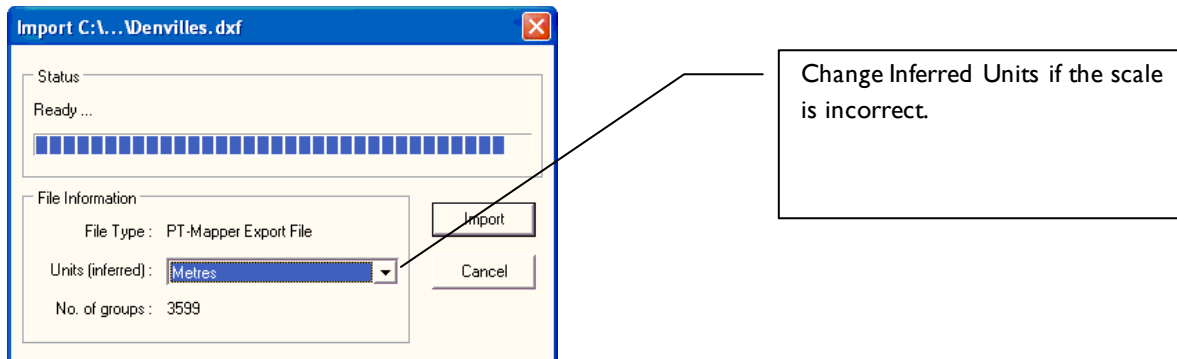 Import C:\...\Denvilles.dxf
Status
Ready ...
File Information
File Type : PT-Mapper Export File
Units (inferred) : Metres
No. of groups : 3599
Import
Cancel
Change Inferred Units if the scale
is incorrect.